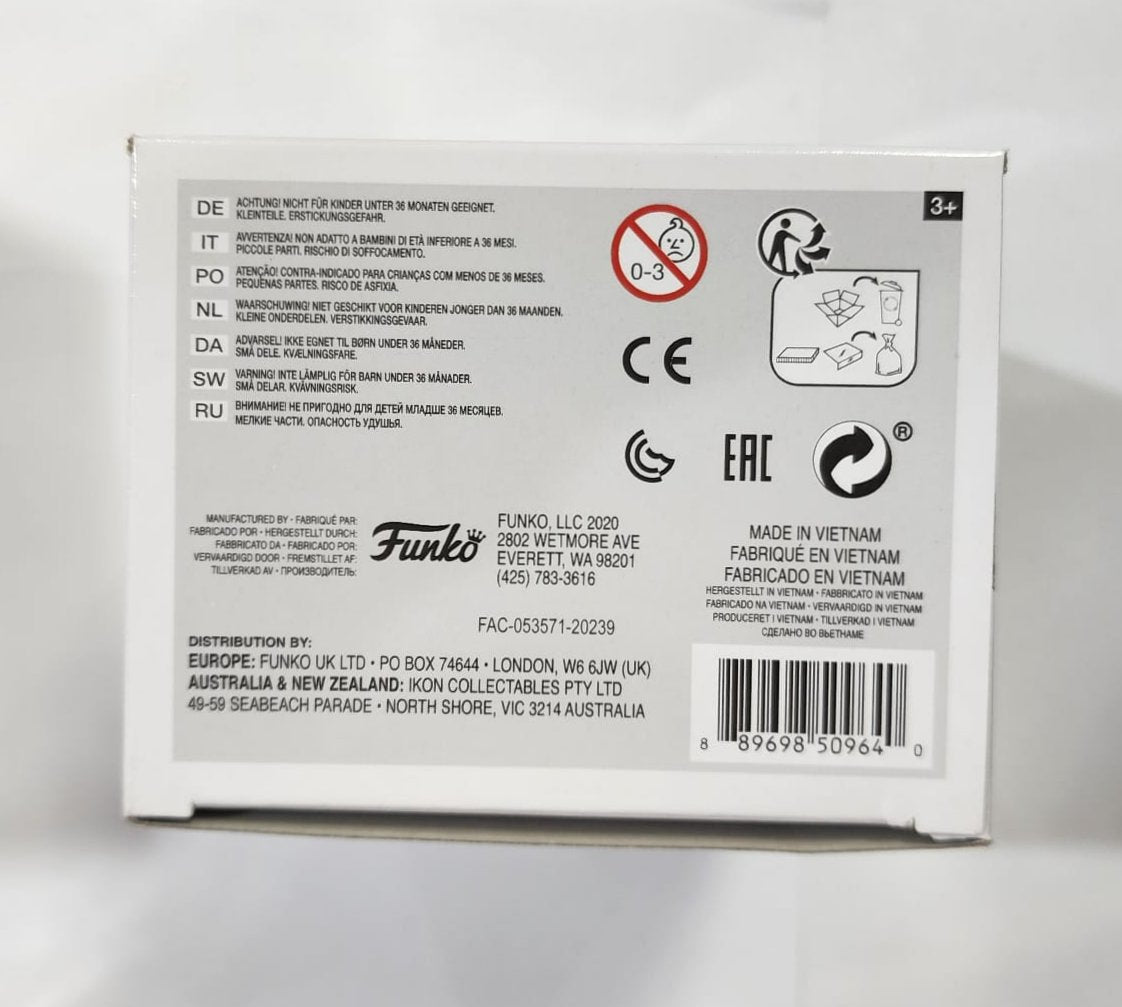 DE ACHTUNG! NICHT FÜR KINDER UNTER 36 MONATEN GEEIGNET.
KLEINTEILE. ERSTICKUNGSGEFAHR.
IT AVVERTENZA! NON ADATTO A BAMBINI DI ETÀ INFERIORE A 36 MESI.
PICCOLE PARTI. RISCHIO DI SOFFOCAMENTO.
PO ATENÇÃO! CONTRA-INDICADO PARA CRIANÇAS COM MENOS DE 36 MESES.
PEQUENAS PARTES. RISCO DE ASFIXIA.
NL WAARSCHUWING! NIET GESCHIKT VOOR KINDEREN JONGER DAN 36 MAANDEN.
KLEINE ONDERDELEN. VERSTIKKINGSGEVAAR.
DA ADVARSEL! IKKE EGNET TIL BØRN UNDER 36 MÅNEDER.
SMÅ DELE. KVÆLNINGSFARE.
SW VARNING! INTE LÄMPLIG FÖR BARN UNDER 36 MÅNADER.
SMÅ DELAR. KVÄVNINGSRISK.
RU ВНИМАНИЕ! НЕ ПРИГОДНО ДЛЯ ДЕТЕЙ МЛАДШЕ 36 МЕСЯЦЕВ.
МЕЛКИЕ ЧАСТИ. ОПАСНОСТЬ УДУШЬЯ.
0-3
3+
CE
EAC
®
MANUFACTURED BY • FABRIQUÉ PAR:
FABRICADO POR • HERGESTELLT DURCH:
FABBRICATO DA • FABRICADO POR:
VERVAARDIGD DOOR • FREMSTILLET AF:
TILLVERKAD AV • ПРОИЗВОДИТЕЛЬ:
Funko
FUNKO, LLC 2020
2802 WETMORE AVE
EVERETT, WA 98201
(425) 783-3616
FAC-053571-20239
DISTRIBUTION BY:
EUROPE: FUNKO UK LTD • PO BOX 74644 • LONDON, W6 6JW (UK)
AUSTRALIA & NEW ZEALAND: IKON COLLECTABLES PTY LTD
49-59 SEABEACH PARADE • NORTH SHORE, VIC 3214 AUSTRALIA
MADE IN VIETNAM
FABRIQUÉ EN VIETNAM
FABRICADO EN VIETNAM
HERGESTELLT IN VIETNAM • FABBRICATO IN VIETNAM
FABRICADO NA VIETNAM • VERVAARDIGD IN VIETNAM
PRODUCERET I VIETNAM • TILLVERKAD I VIETNAM
СДЕЛАНО ВО ВЬЕТНАМЕ
8 89698 50964 0